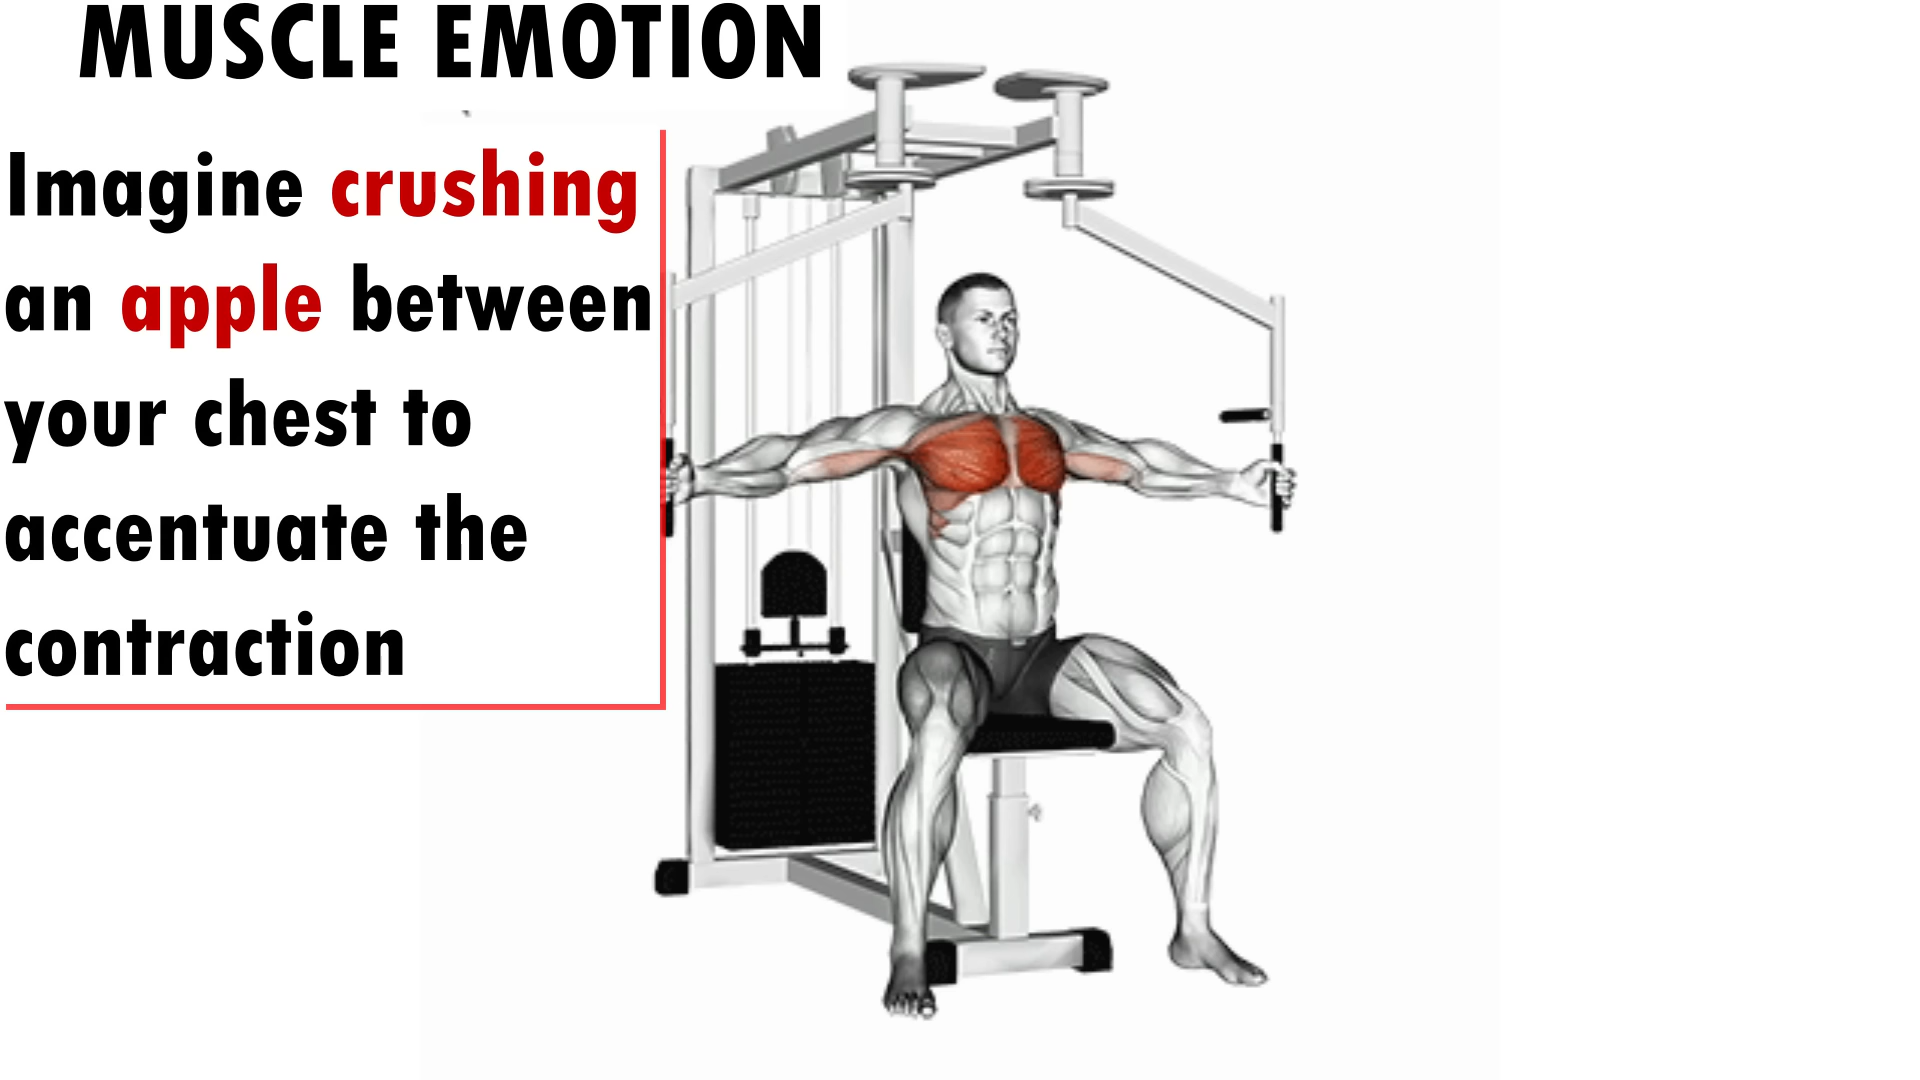 MUSCLE EMOTION
Imagine crushing
an apple between
your chest to
accentuate the
contraction